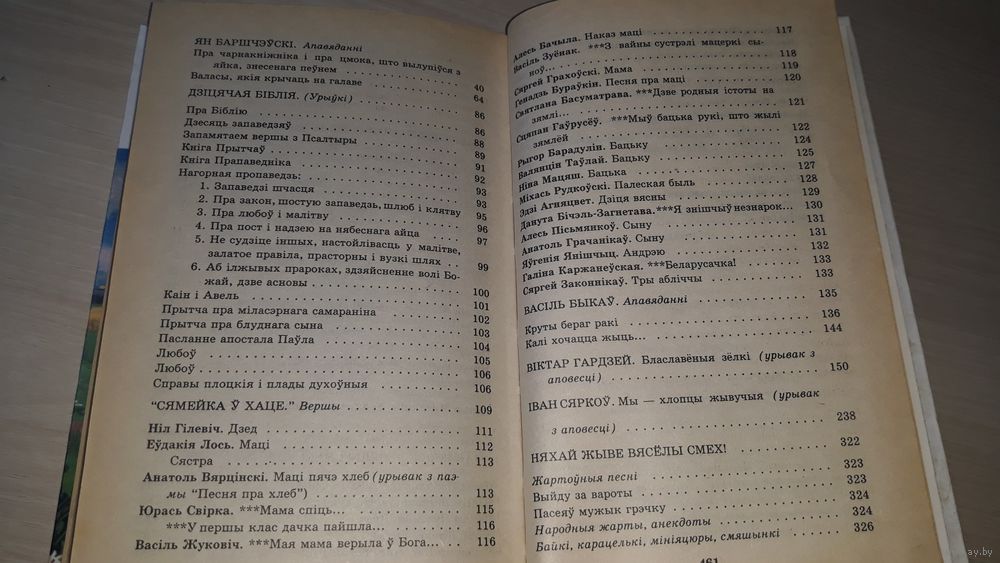 ЯН БАРШЧЭЎСКІ. Апавяданні
Пра чарнакніжніка і пра цмока, што вылупіўся з
яйка, знесенага пеўнем . . . . . . . . . . . . 40
Валасы, якія крычаць на галаве . . . . . . . . . . 64
ДЗІЦЯЧАЯ БІБЛІЯ. (Урыўкі) . . . . . . . . . . . 86
Пра Біблію . . . . . . . . . . . . . . . . . 86
Дзесяць запаведзяў . . . . . . . . . . . . . . 88
Запамятаем вершы з Псалтыры . . . . . . . . . . 89
Кніга Прытчаў . . . . . . . . . . . . . . . . 91
Кніга Прапаведніка . . . . . . . . . . . . . . 92
Нагорная пропаведзь: . . . . . . . . . . . . . 93
1. Запаведзі шчасця . . . . . . . . . . . . . 93
2. Пра закон, шостую запаведзь, шлюб і клятву 95
3. Пра любоў і малітву . . . . . . . . . . . . 96
4. Пра пост і надзею на нябеснага айца . . . . 97
5. Не судзіце іншых, настойлівасць у малітве,
залатое правіла, прасторны і вузкі шлях . . . 99
6. Аб ілжывых прароках, здзяйсненне волі Бо-
жай, дзве асновы . . . . . . . . . . . . . 100
Каін і Авель . . . . . . . . . . . . . . . . 101
Прытча пра міласэрнага самараніна . . . . . . . 102
Прытча пра блуднага сына . . . . . . . . . . . 103
Пасланне апостала Паўла . . . . . . . . . . . . 104
Любоў . . . . . . . . . . . . . . . . . . . 105
Любоў . . . . . . . . . . . . . . . . . . . 106
Справы плоцкія і плады духоўныя . . . . . . . . 106
“СЯМЕЙКА Ў ХАЦЕ.” Вершы . . . . . . . . . . . 109
Ніл Гілевіч. Дзед . . . . . . . . . . . . . . . 111
Еўдакія Лось. Маці . . . . . . . . . . . . . . 112
Сястра . . . . . . . . . . . . . . . . . 113
Анатоль Вярцінскі. Маці пячэ хлеб (урывак з паэ-
мы “Песня пра хлеб”) . . . . . . . . . . . . 113
Юрась Свірка. ***Мама спіць... . . . . . . . . . 115
***У першы клас дачка пайшла... . . . . . . . 116
Васіль Жуковіч. ***Мая мама верыла ў Бога... . . . 116
Алесь Бачыла. Наказ маці . . . . . . . . . . . 117
Васіль Зуёнак. ***З вайны сустрэлі мацеркі сы-
ноў... . . . . . . . . . . . . . . . . . . 118
Сяргей Грахоўскі. Мама . . . . . . . . . . . . 119
Генадзь Бураўкін. Песня пра маці . . . . . . . . 120
Святлана Басуматрава. ***Дзве родныя істоты на
зямлі... . . . . . . . . . . . . . . . . . 121
Сцяпан Гаўрусёў. ***Мыў бацька рукі, што жылі
зямлёй . . . . . . . . . . . . . . . . . . 122
Рыгор Барадулін. Бацьку . . . . . . . . . . . . 124
Валянцін Таўлай. Бацьку . . . . . . . . . . . . 125
Ніна Мацяш. Бацька . . . . . . . . . . . . . . 127
Міхась Рудкоўскі. Палеская быль . . . . . . . . 128
Эдзі Агняцвет. Дзіця вясны . . . . . . . . . . . 129
Данута Бічэль-Загнетава. ***Я знішчыў незнарок... 130
Алесь Пісьмянкоў. Сыну . . . . . . . . . . . . 131
Анатоль Грачанікаў. Сыну . . . . . . . . . . . 131
Яўгенія Янішчыц. Андрэю . . . . . . . . . . . 132
Галіна Каржанеўская. ***Беларусачка! . . . . . . 133
Сяргей Законнікаў. Тры абліччы . . . . . . . . . 133
ВАСІЛЬ БЫКАЎ. Апавяданні . . . . . . . . . . . 135
Круты бераг ракі . . . . . . . . . . . . . . . 136
Калі хочацца жыць... . . . . . . . . . . . . . 144
ВІКТАР ГАРДЗЕЙ. Блаславёныя зёлкі (урывак з
аповесці) . . . . . . . . . . . . . . . . . 150
ІВАН СЯРКОЎ. Мы — хлопцы жывучыя (урывак
з аповесці) . . . . . . . . . . . . . . . . 238
НЯХАЙ ЖЫВЕ ВЯСЁЛЫ СМЕХ! . . . . . . . . . 322
Жартоўныя песні . . . . . . . . . . . . . . . 323
Выйду за вароты . . . . . . . . . . . . . . . 323
Пасеяў мужык грэчку . . . . . . . . . . . . . 324
Народныя жарты, анекдоты . . . . . . . . . . . 324
Байкі, карацелькі, мініяцюры, смяшынкі . . . . . 326
461
ay.by